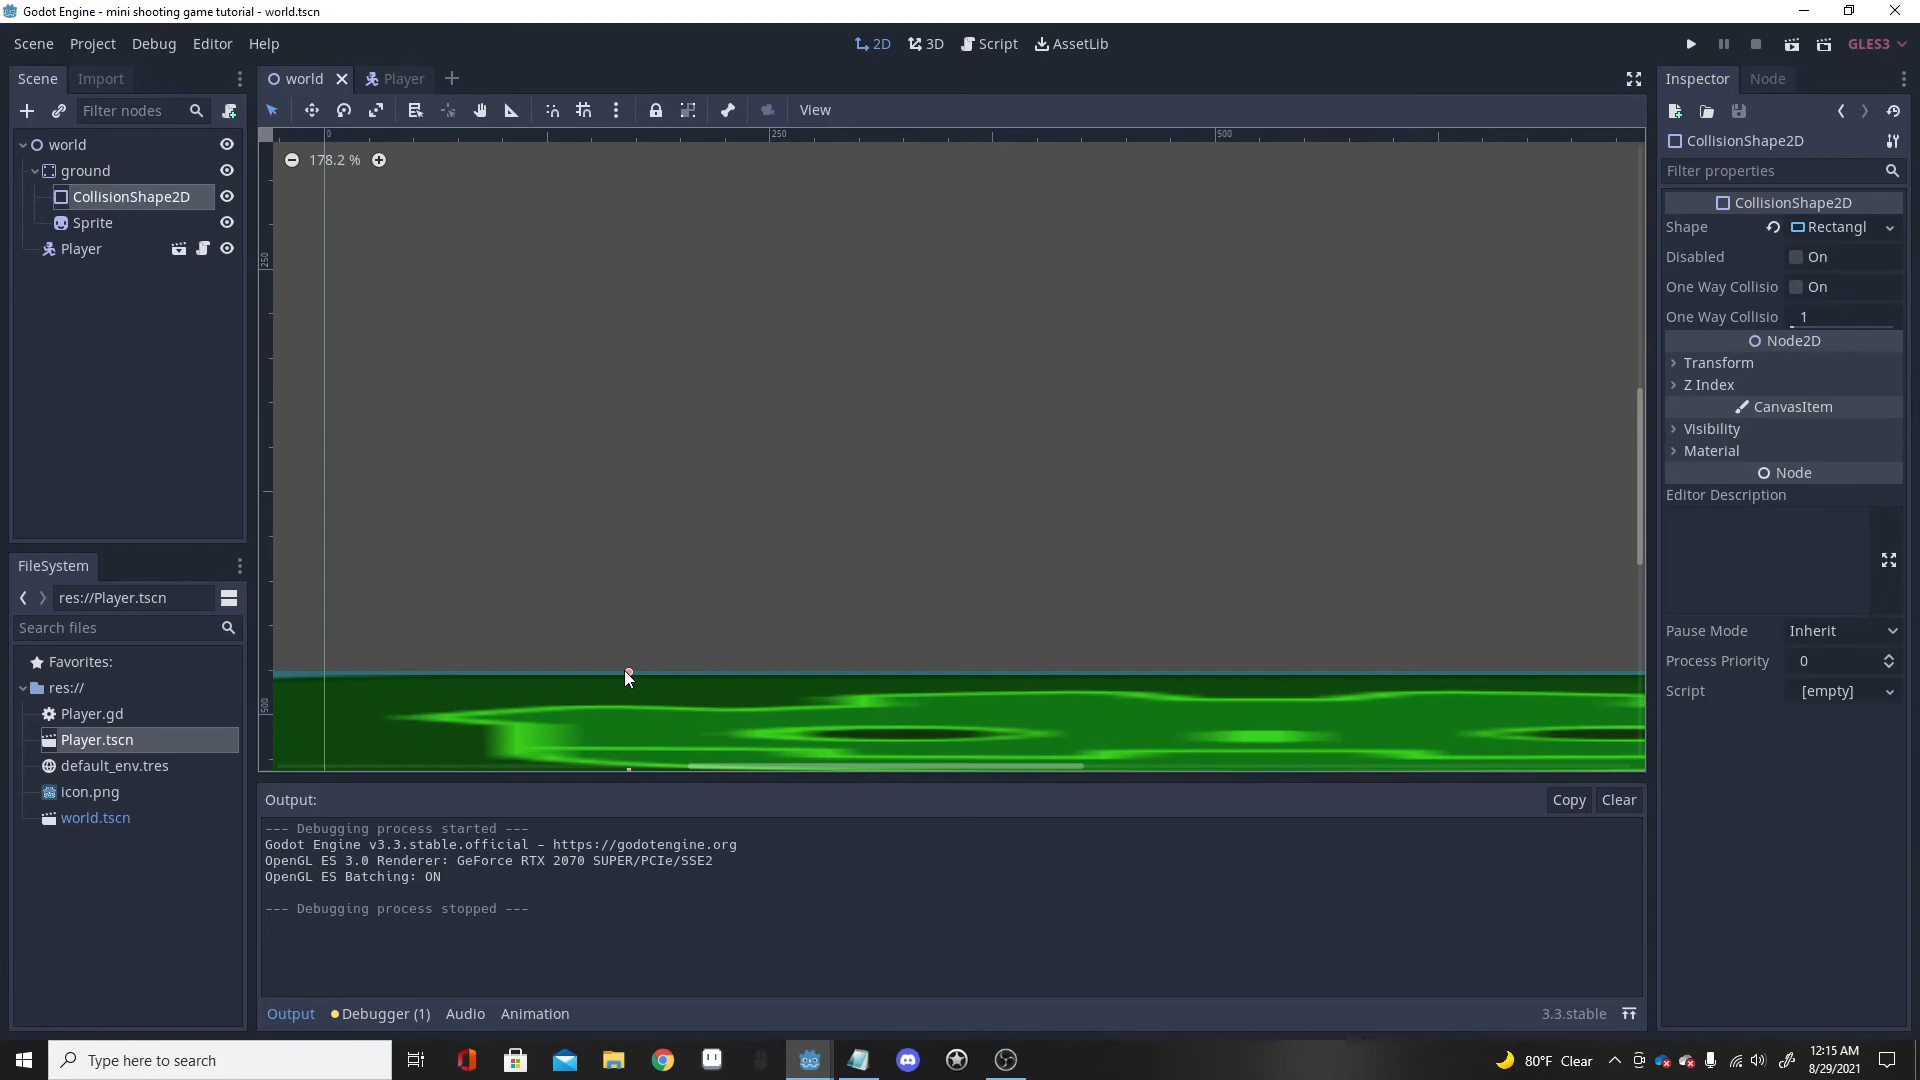 Godot Engine - mini shooting game tutorial - world.tscn
Scene Project Debug Editor Help
2D 3D Script AssetLib
GLES3
Scene Import
world Player
Inspector Node
Filter nodes
View
world
ground
CollisionShape2D
Sprite
Player
0 250 500
178.2 %
250
500
CollisionShape2D
Filter properties
CollisionShape2D
Shape Rectangl
Disabled On
One Way Collisio On
One Way Collisio 1
Node2D
Transform
Z Index
CanvasItem
Visibility
Material
Node
Editor Description
Pause Mode Inherit
Process Priority 0
Script [empty]
FileSystem
res://Player.tscn
Search files
Favorites:
res://
Player.gd
Player.tscn
default_env.tres
icon.png
world.tscn
Output: Copy Clear
--- Debugging process started ---
Godot Engine v3.3.stable.official - https://godotengine.org
OpenGL ES 3.0 Renderer: GeForce RTX 2070 SUPER/PCIe/SSE2
OpenGL ES Batching: ON
--- Debugging process stopped ---
Output Debugger (1) Audio Animation 3.3.stable
Type here to search
80°F Clear
12:15 AM
8/29/2021